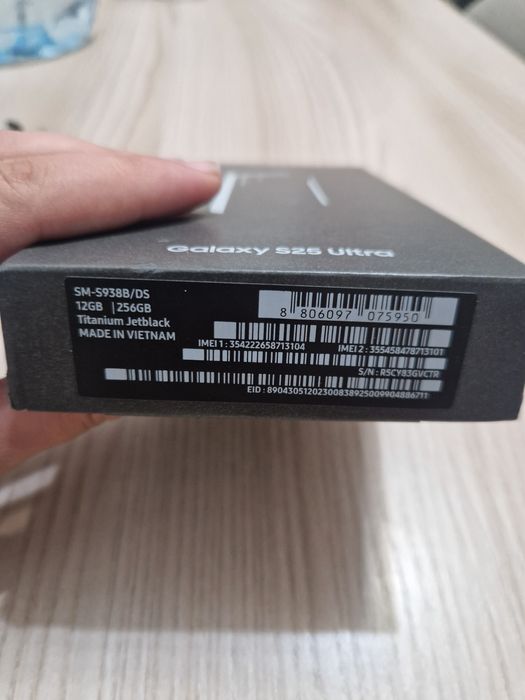 Galaxy S25 Ultra
SM-S938B/DS
12GB | 256GB
Titanium Jetblack
MADE IN VIETNAM
8 806097 075950
IMEI 1 : 354222658713104
IMEI 2 : 355458478713101
S/N : R5CY83GVCTR
EID : 89043051202300838925009904886711